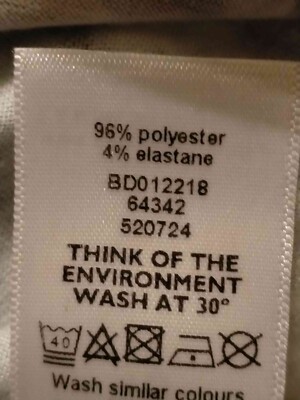 96% polyester
4% elastane
BD012218
64342
520724
THINK OF THE
ENVIRONMENT
WASH AT 30°
40
Wash similar colours